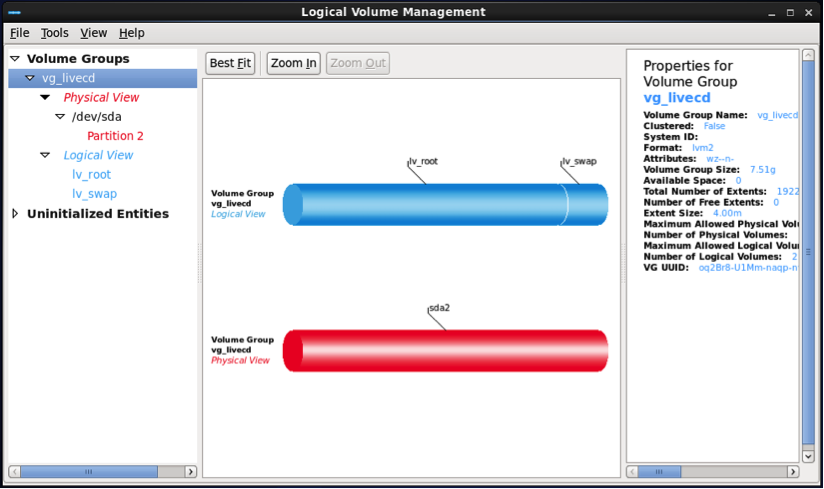 Logical Volume Management
File Tools View Help
Volume Groups
vg_livecd
Physical View
/dev/sda
Partition 2
Logical View
lv_root
lv_swap
Uninitialized Entities
Best Fit Zoom In Zoom Out
lv_root lv_swap
Volume Group
vg_livecd
Logical View
sda2
Volume Group
vg_livecd
Physical View
Properties for
Volume Group
vg_livecd
Volume Group Name: vg_livecd
Clustered: False
System ID:
Format: lvm2
Attributes: wz--n-
Volume Group Size: 7.51g
Available Space: 0
Total Number of Extents: 1922
Number of Free Extents: 0
Extent Size: 4.00m
Maximum Allowed Physical
Number of Physical Volumes:
Maximum Allowed Logical
Number of Logical Volumes: 2
VG UUID: oq2Br8-U1Mm-naqp-